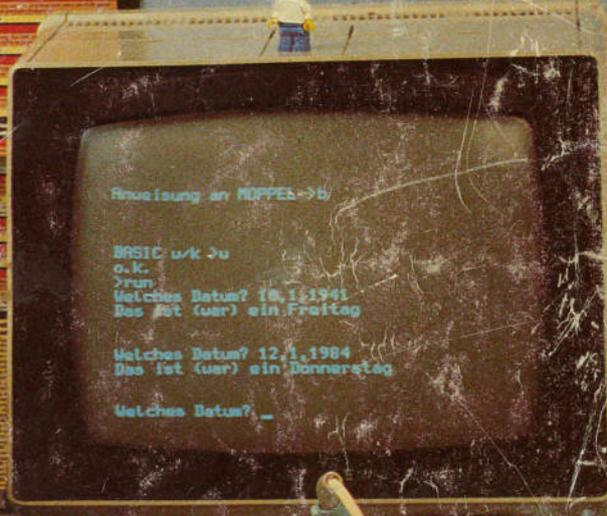 Anweisung an MOPPEL->b
BASIC u/k >u
o.k.
>run
Welches Datum? 10,1,1941
Das ist (war) ein Freitag
Welches Datum? 12,1,1984
Das ist (war) ein Donnerstag
Welches Datum? _